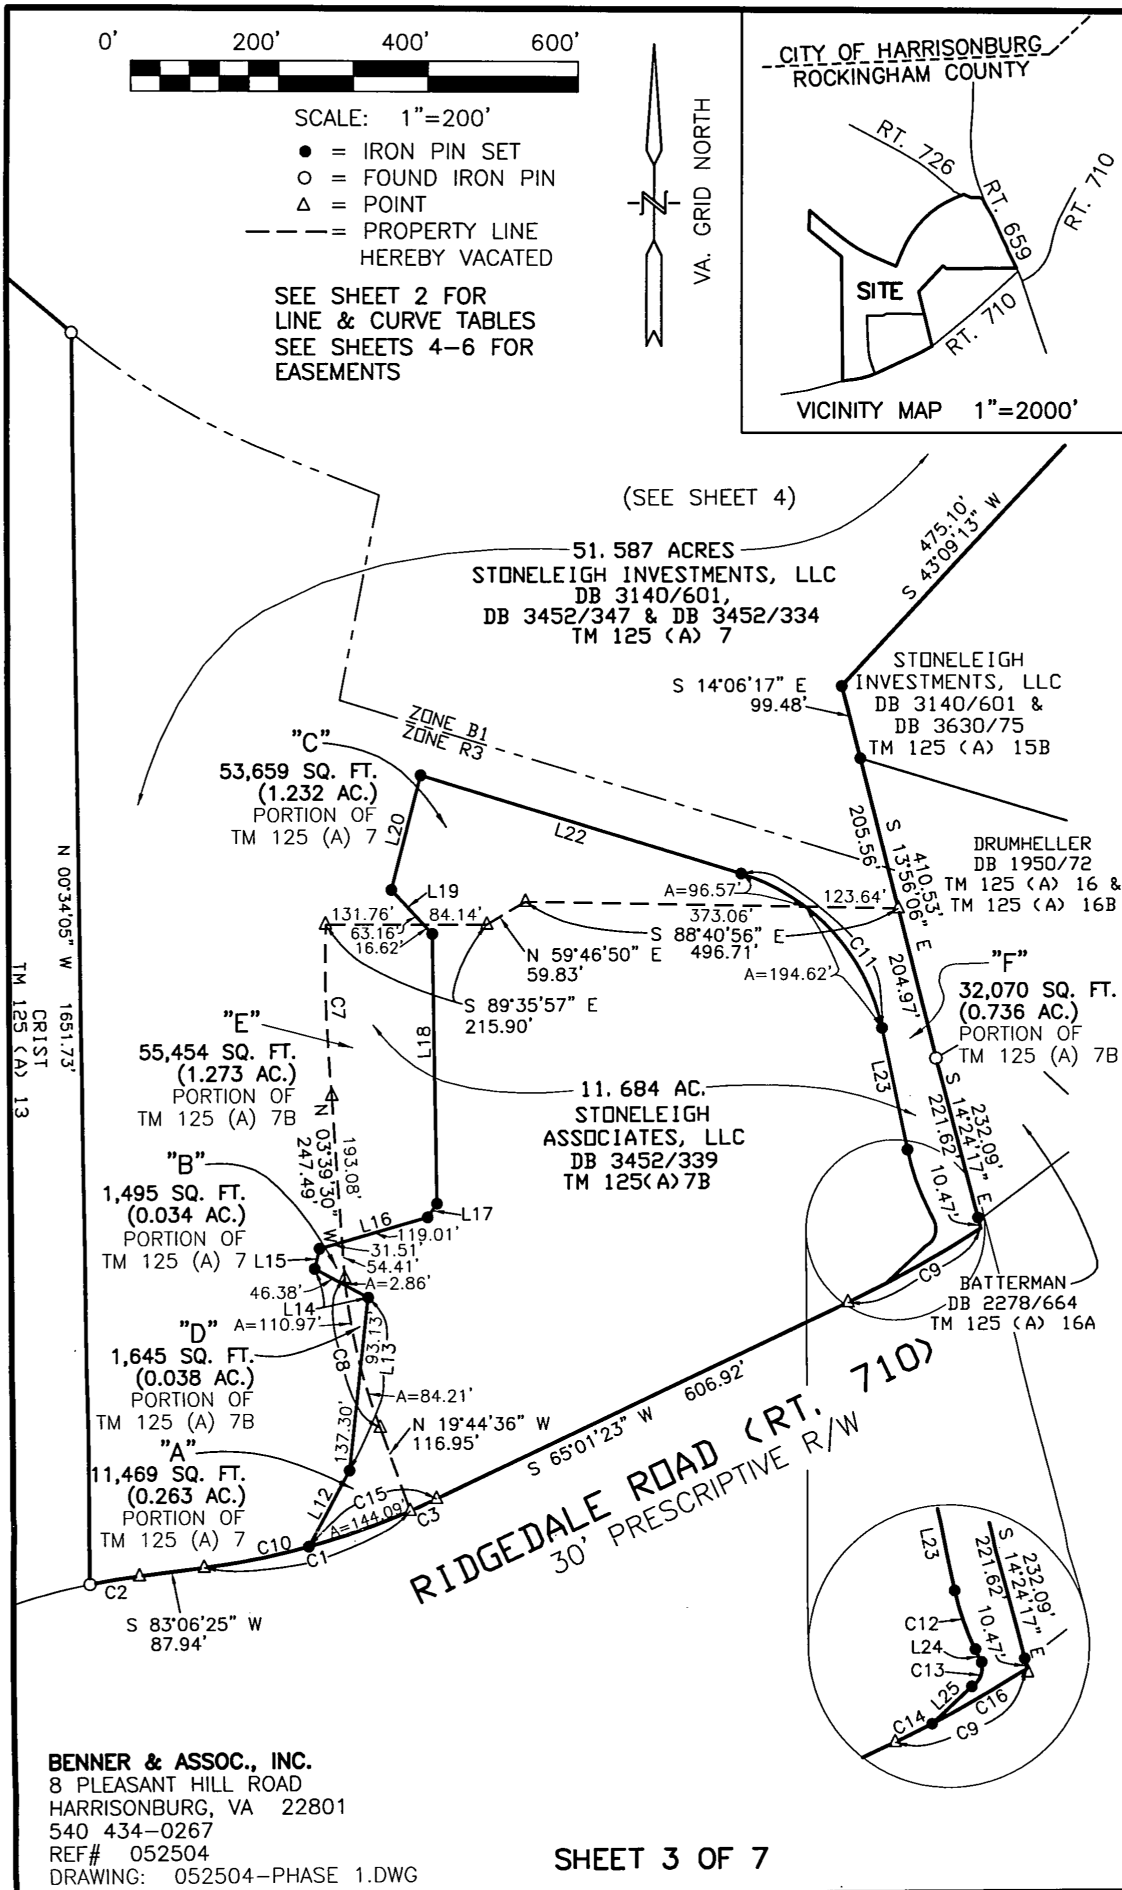 0' 200' 400' 600'
SCALE: 1"=200'
● = IRON PIN SET
○ = FOUND IRON PIN
△ = POINT
— — — = PROPERTY LINE
HEREBY VACATED
SEE SHEET 2 FOR
LINE & CURVE TABLES
SEE SHEETS 4-6 FOR
EASEMENTS
N
VA. GRID NORTH
CITY OF HARRISONBURG
ROCKINGHAM COUNTY
RT. 726
RT. 659
RT. 710
SITE
RT. 710
VICINITY MAP 1"=2000'
(SEE SHEET 4)
51.587 ACRES
STONELEIGH INVESTMENTS, LLC
DB 3140/601,
DB 3452/347 & DB 3452/334
TM 125 (A) 7
475.10'
S 43°09'13" W
S 14°06'17" E
99.48'
STONELEIGH
INVESTMENTS, LLC
DB 3140/601 &
DB 3630/75
TM 125 (A) 15B
ZONE B1
ZONE R3
"C"
53,659 SQ. FT.
(1.232 AC.)
PORTION OF
TM 125 (A) 7
L20
L22
L19
205.56'
410.53'
S 13°56'06" E
204.97'
DRUMHELLER
DB 1950/72
TM 125 (A) 16 &
TM 125 (A) 16B
A=96.57'
123.64'
373.06'
131.76'
84.14'
63.16'
16.62'
S 88°40'56" E
496.71'
N 59°46'50" E
59.83'
C11
A=194.62'
S 89°35'57" E
215.90'
"F"
32,070 SQ. FT.
(0.736 AC.)
PORTION OF
TM 125 (A) 7B
N 00°34'05" W 1651.73'
CRIST
TM 125 (A) 13
C7
"E"
55,454 SQ. FT.
(1.273 AC.)
PORTION OF
TM 125 (A) 7B
L18
L23
11.684 AC.
STONELEIGH
ASSOCIATES, LLC
DB 3452/339
TM 125(A)7B
232.09'
S 14°24'17" E
221.62'
10.47'
N 03°39'30" W
247.49'
193.08'
"B"
1,495 SQ. FT.
(0.034 AC.)
PORTION OF
TM 125 (A) 7
L17
L16
119.01'
31.51'
54.41'
L15
A=2.86'
46.38'
L14
A=110.97'
C9
BATTERMAN
DB 2278/664
TM 125 (A) 16A
"D"
1,645 SQ. FT.
(0.038 AC.)
PORTION OF
TM 125 (A) 7B
C8
93.13'
L13
A=84.21'
N 19°44'36" W
116.95'
137.30'
"A"
11,469 SQ. FT.
(0.263 AC.)
PORTION OF
TM 125 (A) 7
L12
C15
A=144.09'
C3
C10
C1
C2
S 83°06'25" W
87.94'
S 65°01'23" W 606.92'
RIDGEDALE ROAD (RT. 710)
30' PRESCRIPTIVE R/W
L23
232.09'
S 14°24'17" E
221.62'
10.47'
C12
L24
C13
L25
C16
C14
C9
BENNER & ASSOC., INC.
8 PLEASANT HILL ROAD
HARRISONBURG, VA 22801
540 434-0267
REF# 052504
DRAWING: 052504-PHASE 1.DWG
SHEET 3 OF 7